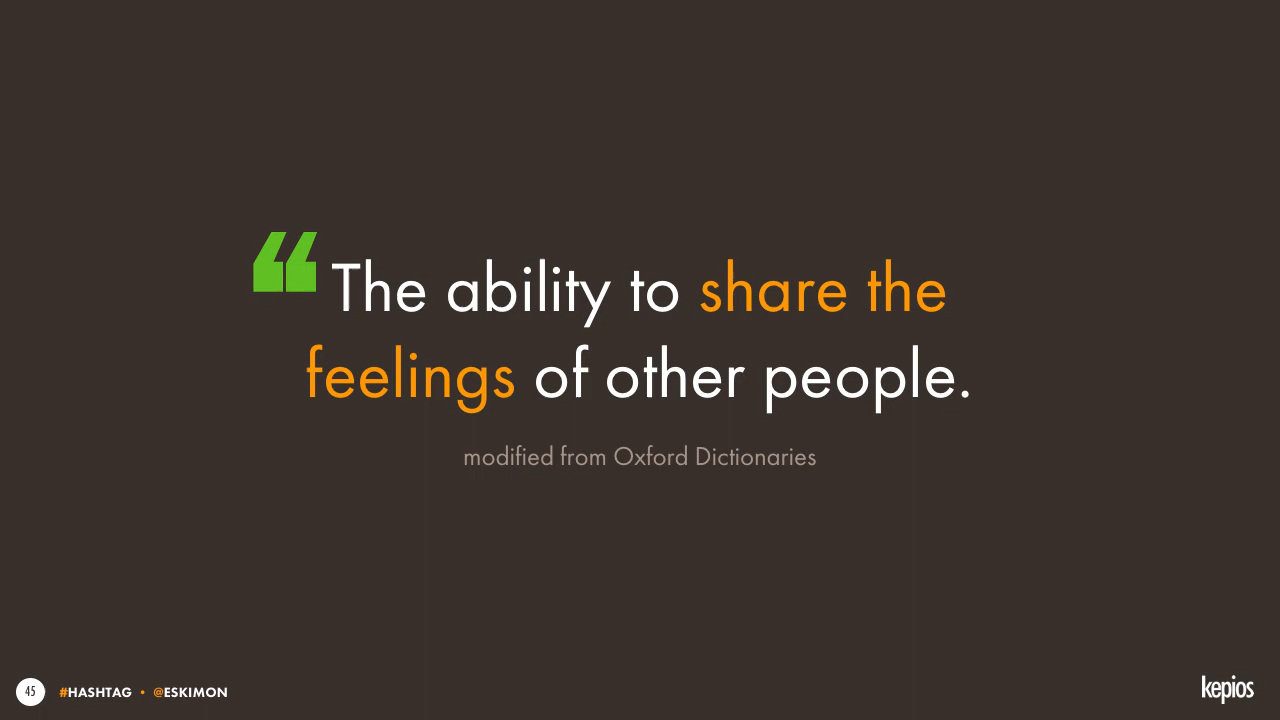 “The ability to share the
feelings of other people.
modified from Oxford Dictionaries
45 #HASHTAG • @ESKIMON
kepios